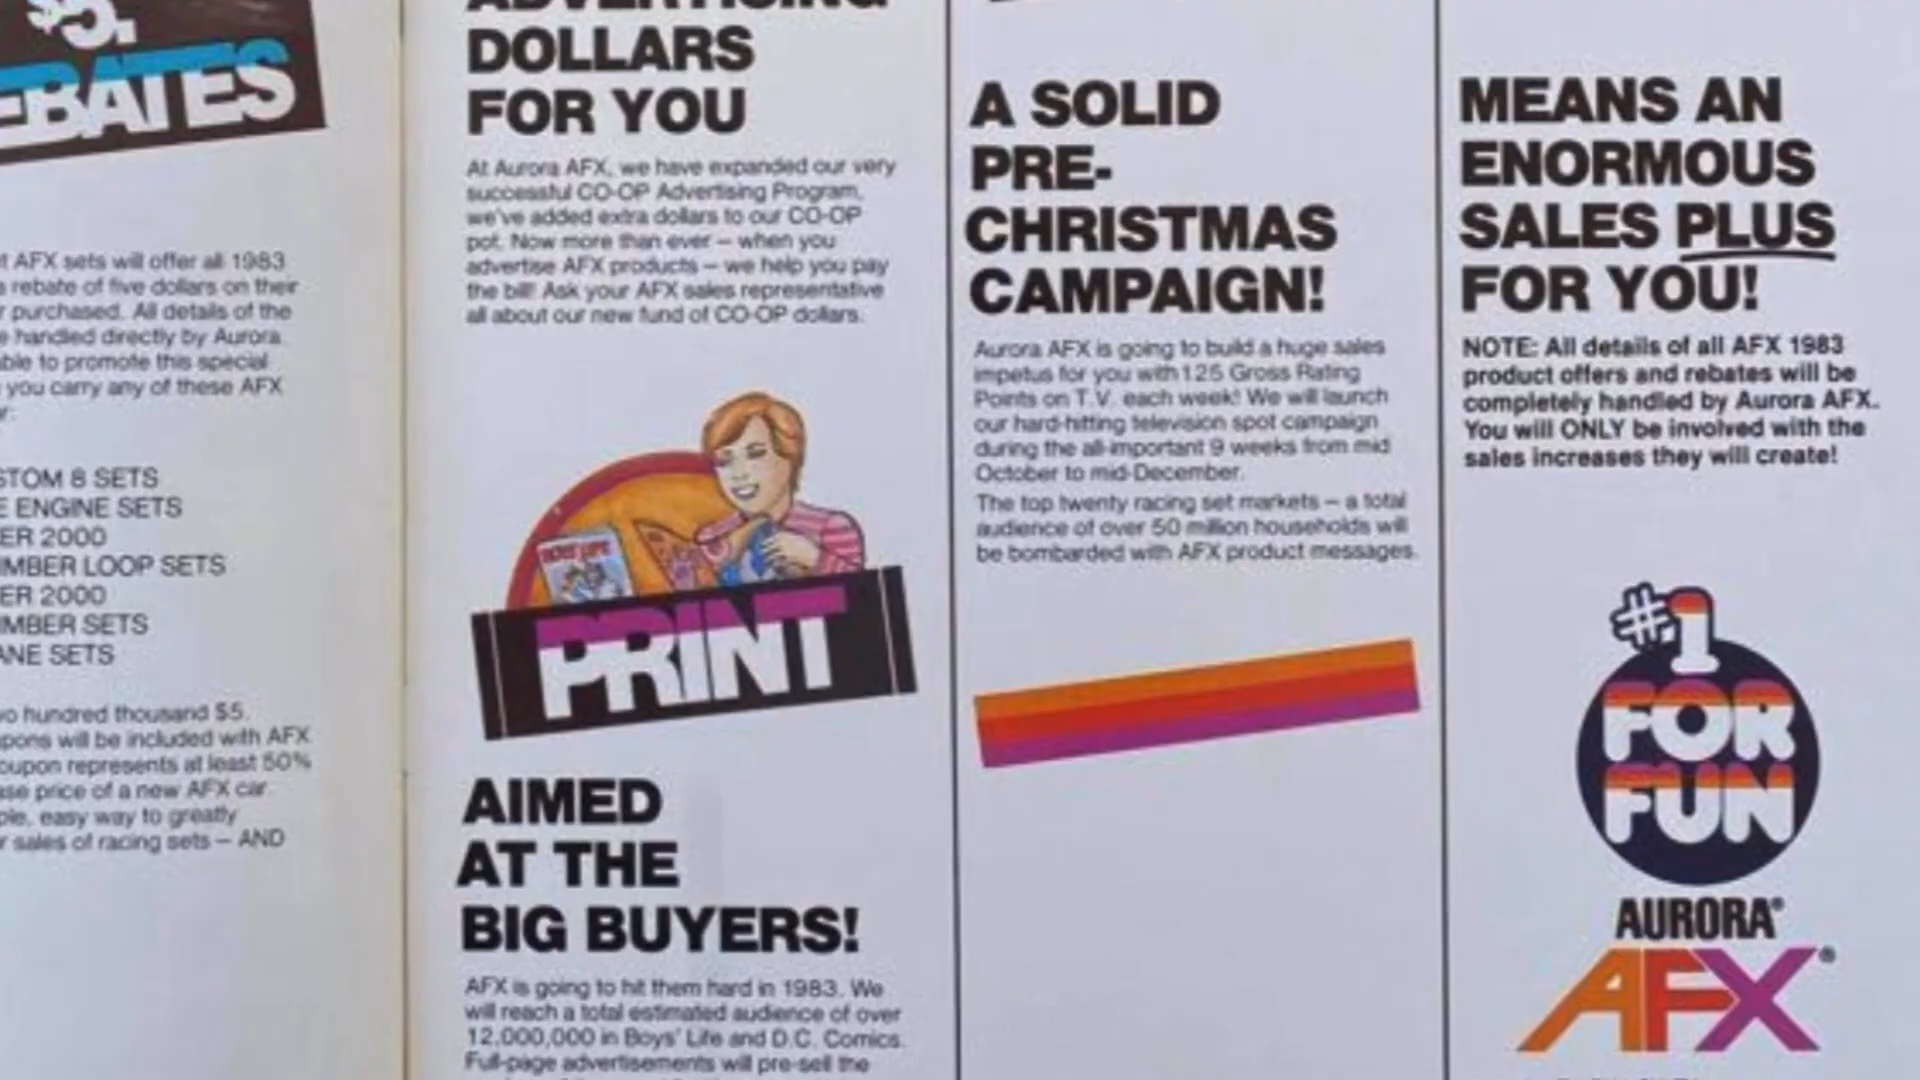 $5.
EBATES
t AFX sets will offer all 1983
a rebate of five dollars on their
r purchased. All details of the
e handled directly by Aurora
ble to promote this special
you carry any of these AFX
r:
STOM 8 SETS
E ENGINE SETS
ER 2000
IMBER LOOP SETS
ER 2000
IMBER SETS
ANE SETS
vo hundred thousand $5.
pons will be included with AFX
oupon represents at least 50%
ase price of a new AFX car
ple, easy way to greatly
r sales of racing sets — AND
ADVERTISING
DOLLARS
FOR YOU
At Aurora AFX, we have expanded our very
successful CO-OP Advertising Program,
we've added extra dollars to our CO-OP
pot. Now more than ever — when you
advertise AFX products — we help you pay
the bill! Ask your AFX sales representative
all about our new fund of CO-OP dollars.
BOYS' LIFE
PRINT
AIMED
AT THE
BIG BUYERS!
AFX is going to hit them hard in 1983. We
will reach a total estimated audience of over
12,000,000 in Boys' Life and D.C. Comics.
Full-page advertisements will pre-sell the
A SOLID
PRE-
CHRISTMAS
CAMPAIGN!
Aurora AFX is going to build a huge sales
impetus for you with 125 Gross Rating
Points on T.V. each week! We will launch
our hard-hitting television spot campaign
during the all-important 9 weeks from mid
October to mid-December.
The top twenty racing set markets — a total
audience of over 50 million households will
be bombarded with AFX product messages.
MEANS AN
ENORMOUS
SALES PLUS
FOR YOU!
NOTE: All details of all AFX 1983
product offers and rebates will be
completely handled by Aurora AFX.
You will ONLY be involved with the
sales increases they will create!
#1
FOR
FUN
AURORA®
AFX®